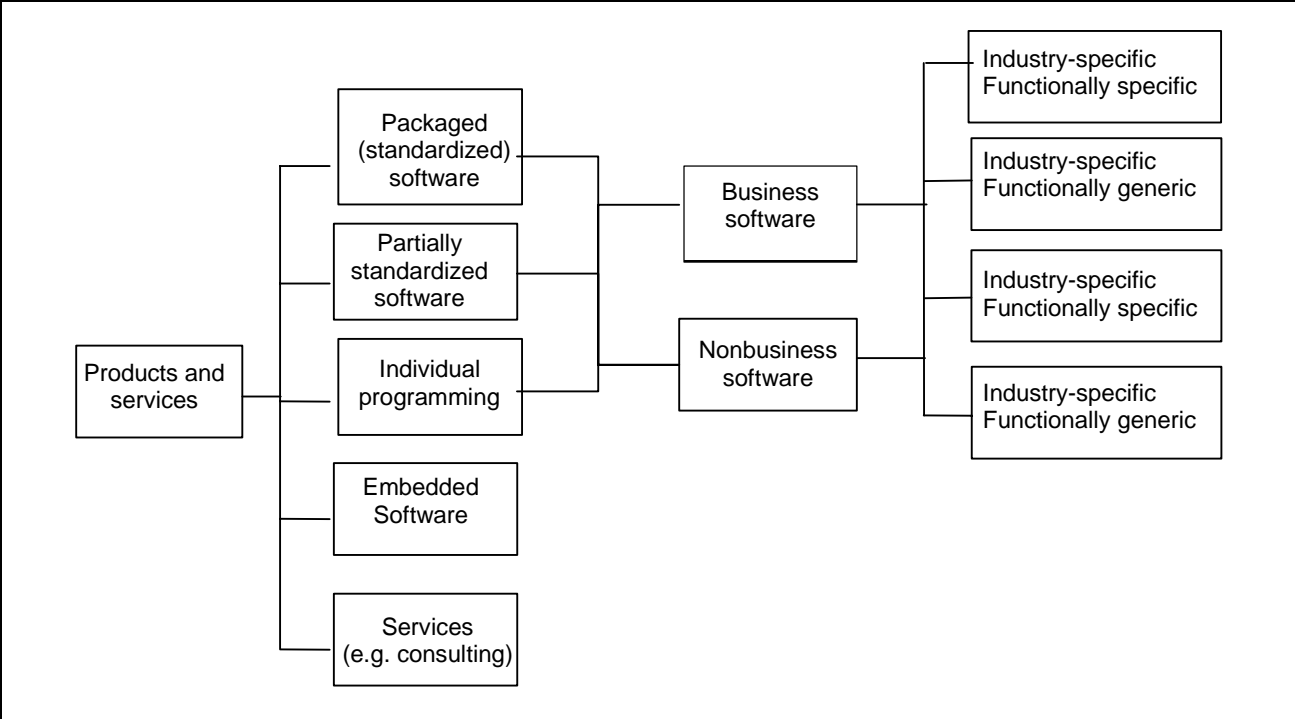 Products and
services
Packaged
(standardized)
software
Partially
standardized
software
Individual
programming
Embedded
Software
Services
(e.g. consulting)
Business
software
Nonbusiness
software
Industry-specific
Functionally specific
Industry-specific
Functionally generic
Industry-specific
Functionally specific
Industry-specific
Functionally generic